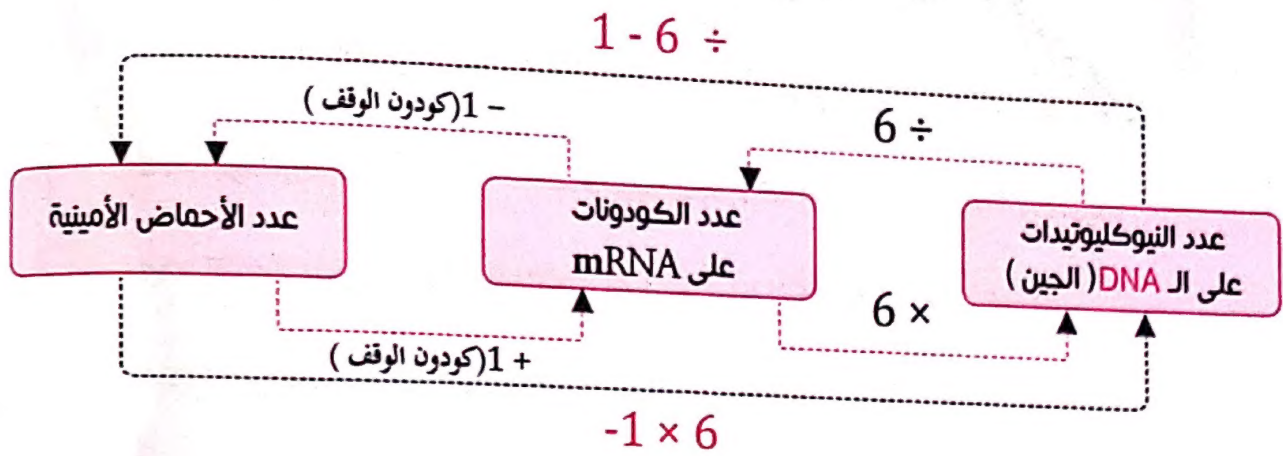 1 - 6 ÷
– 1(كودون الوقف )
6 ÷
عدد النيوكليوتيدات
على الـ DNA( الجين )
عدد الكودونات
على mRNA
عدد الأحماض الأمينية
6 ×
+ 1(كودون الوقف )
-1 × 6